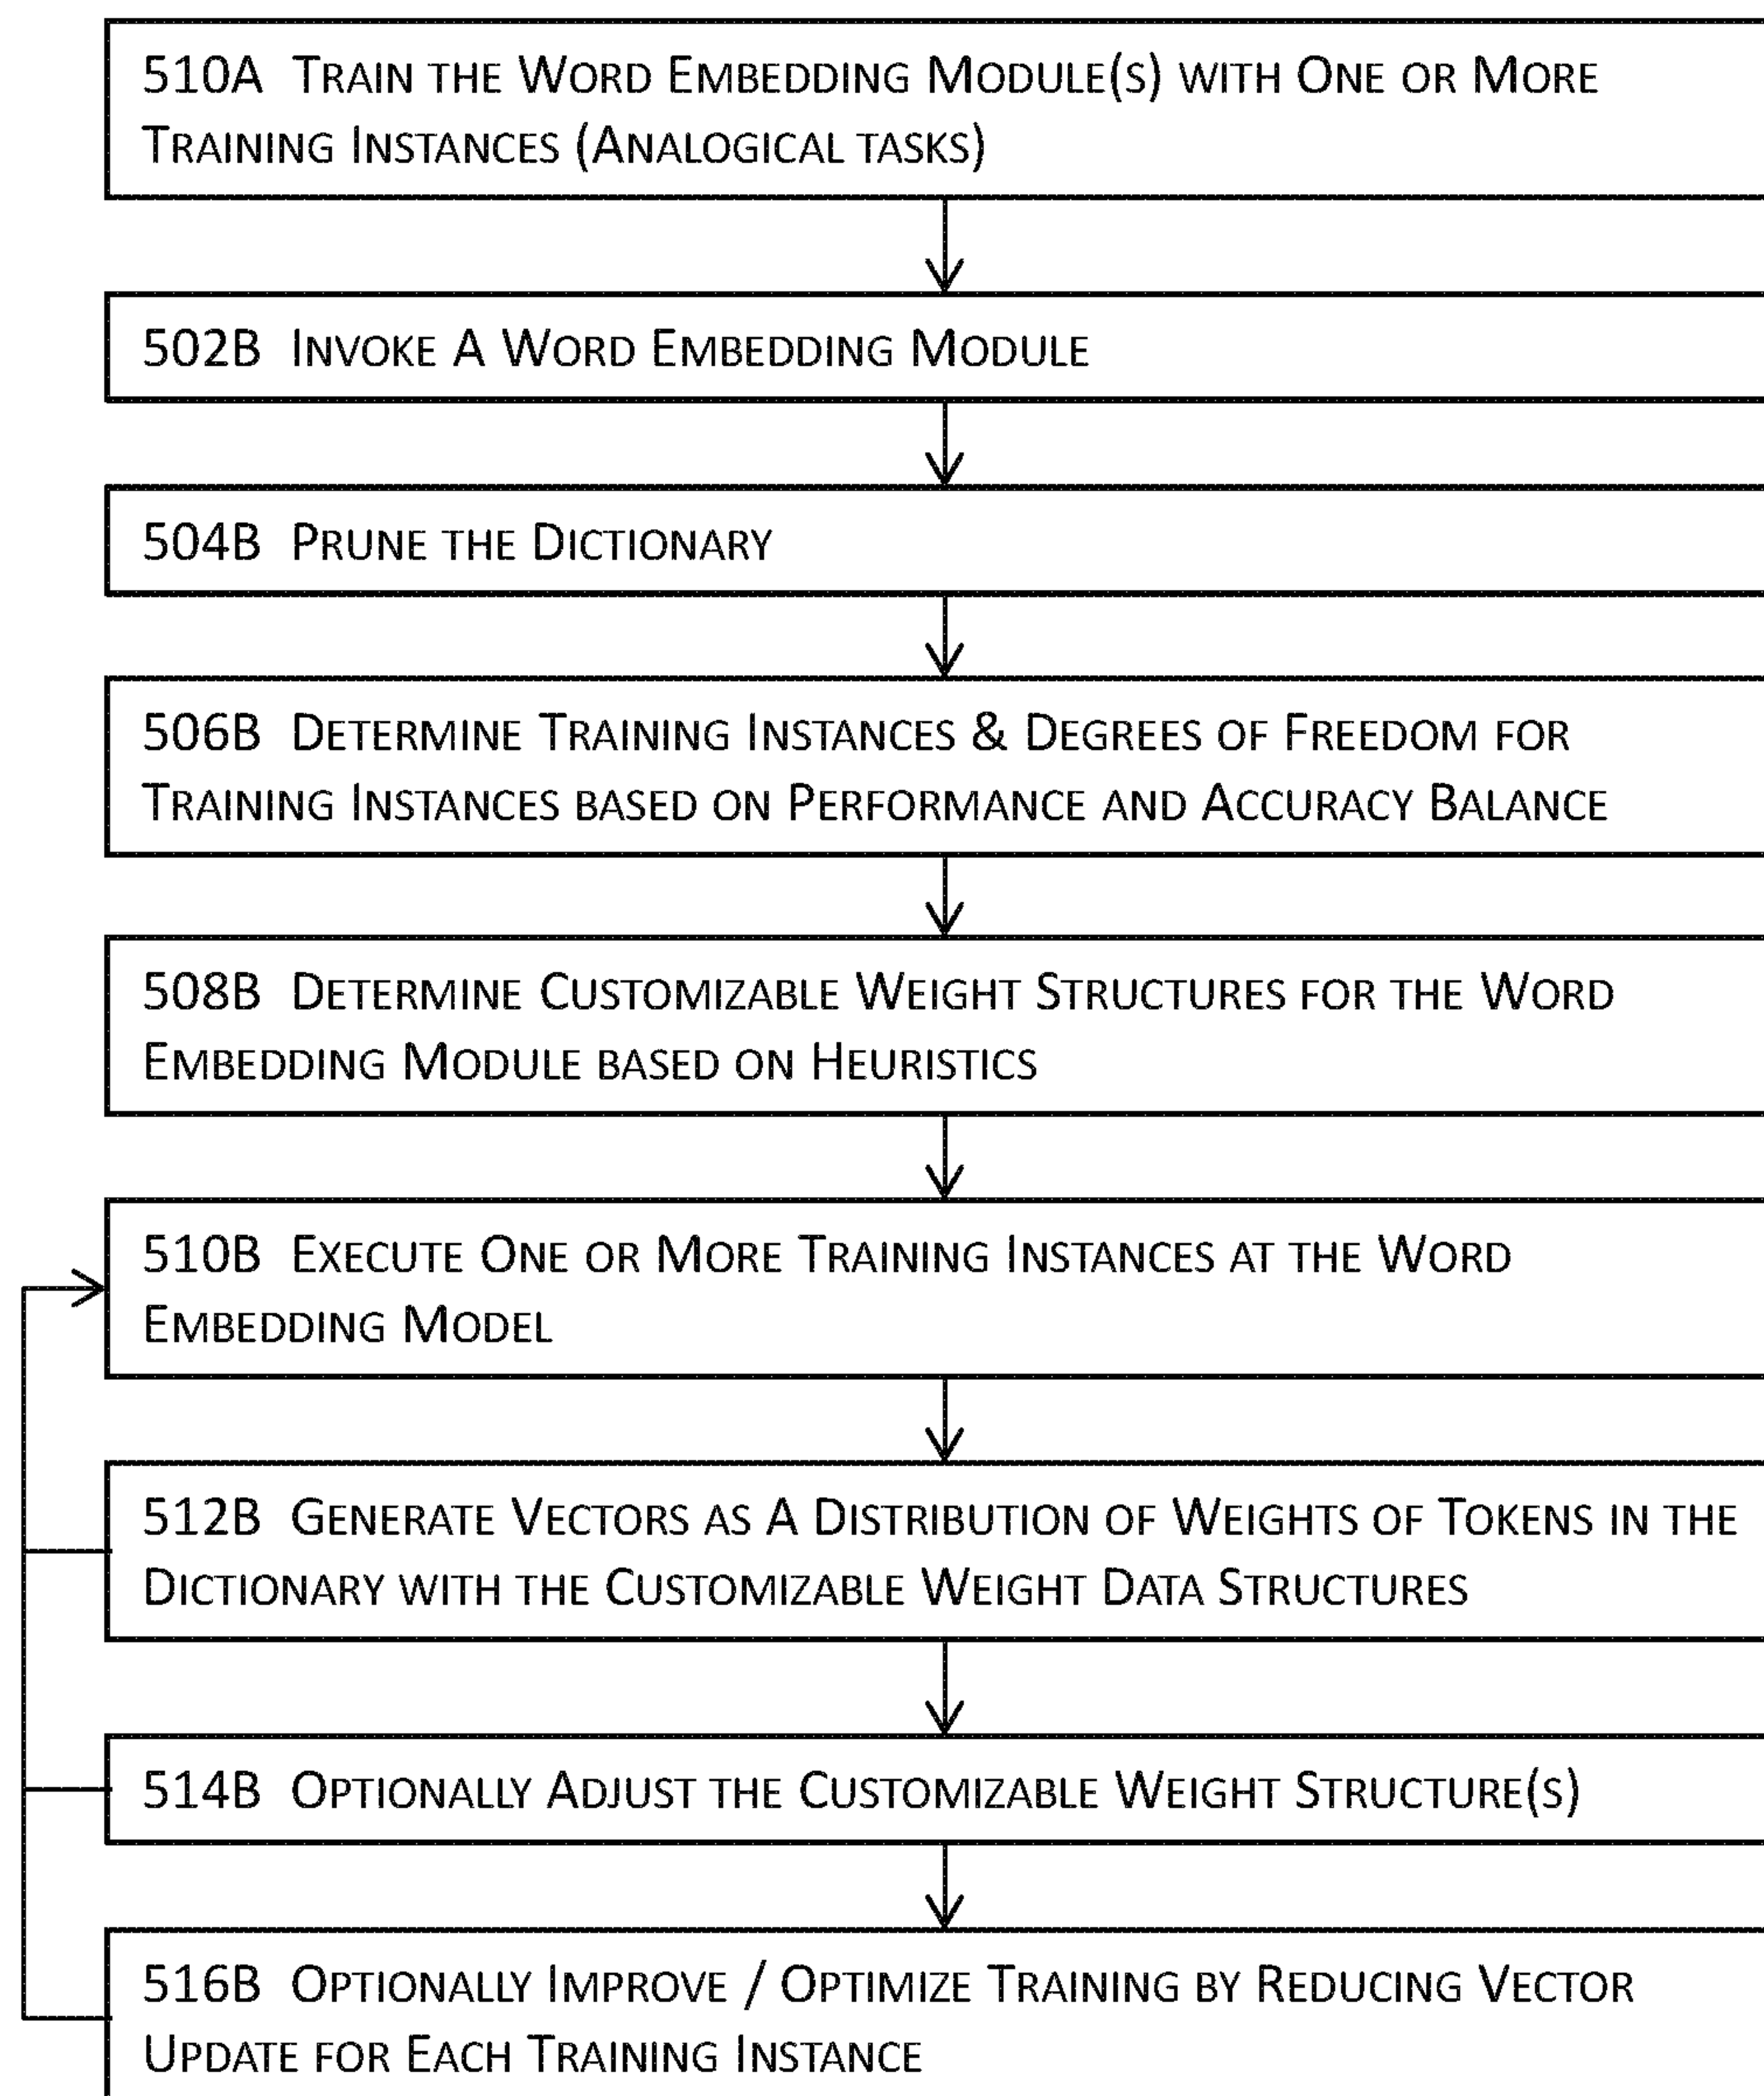 510A Train the Word Embedding Module(s) with One or More
Training Instances (Analogical tasks)
502B Invoke A Word Embedding Module
504B Prune the Dictionary
506B Determine Training Instances & Degrees of Freedom for
Training Instances based on Performance and Accuracy Balance
508B Determine Customizable Weight Structures for the Word
Embedding Module based on Heuristics
510B Execute One or More Training Instances at the Word
Embedding Model
512B Generate Vectors as A Distribution of Weights of Tokens in the
Dictionary with the Customizable Weight Data Structures
514B Optionally Adjust the Customizable Weight Structure(s)
516B Optionally Improve / Optimize Training by Reducing Vector
Update for Each Training Instance